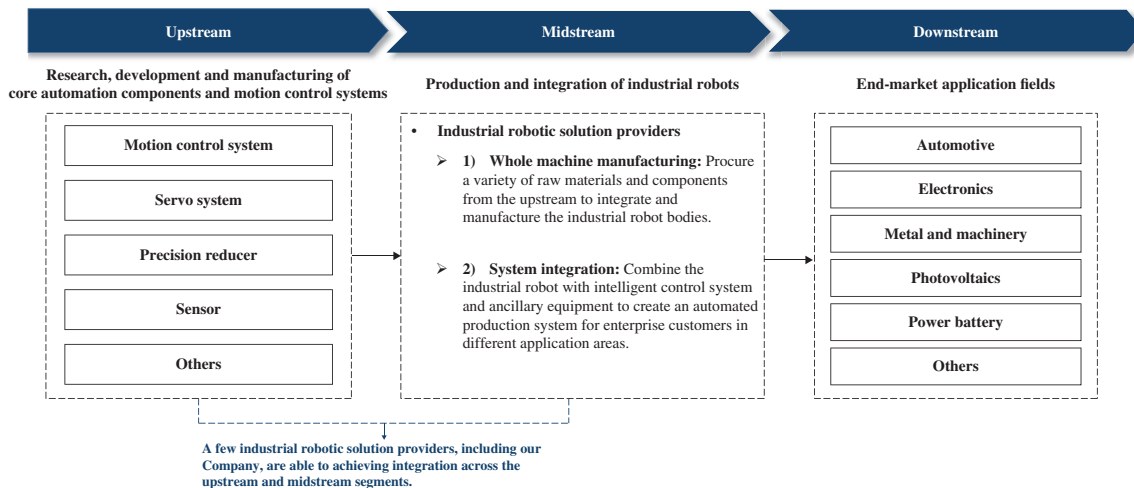 Upstream
Midstream
Downstream
Research, development and manufacturing of
core automation components and motion control systems
Production and integration of industrial robots
End-market application fields
Motion control system
Servo system
Precision reducer
Sensor
Others
• Industrial robotic solution providers
➢ 1) Whole machine manufacturing: Procure
a variety of raw materials and components
from the upstream to integrate and
manufacture the industrial robot bodies.
➢ 2) System integration: Combine the
industrial robot with intelligent control system
and ancillary equipment to create an automated
production system for enterprise customers in
different application areas.
Automotive
Electronics
Metal and machinery
Photovoltaics
Power battery
Others
A few industrial robotic solution providers, including our
Company, are able to achieving integration across the
upstream and midstream segments.